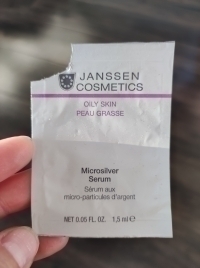 JANSSEN
COSMETICS
OILY SKIN
PEAU GRASSE
Microsilver
Serum
Sérum aux
micro-particules d'argent
NET 0.05 FL. OZ. 1,5 ml ℮